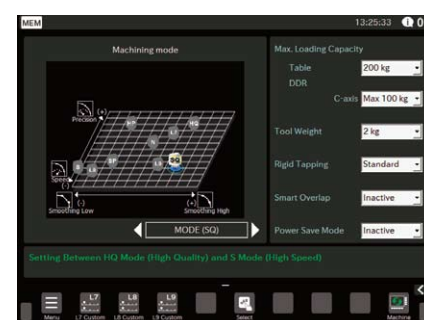 MEM
13:25:33
0
Machining mode
Max. Loading Capacity
Table
200 kg
DDR
C-axis
Max 100 kg
(+)
Precision
HP
HQ
L7
N
SQ
SP
S
L8
Speed
(-)
(-)
(+)
Smoothing Low
Smoothing High
Tool Weight
2 kg
Rigid Tapping
Standard
Smart Overlap
Inactive
MODE (SQ)
Power Save Mode
Inactive
Setting Between HQ Mode (High Quality) and S Mode (High Speed)
L7
L8
L9
Menu
L7 Custom
L8 Custom
L9 Custom
Select
Machine